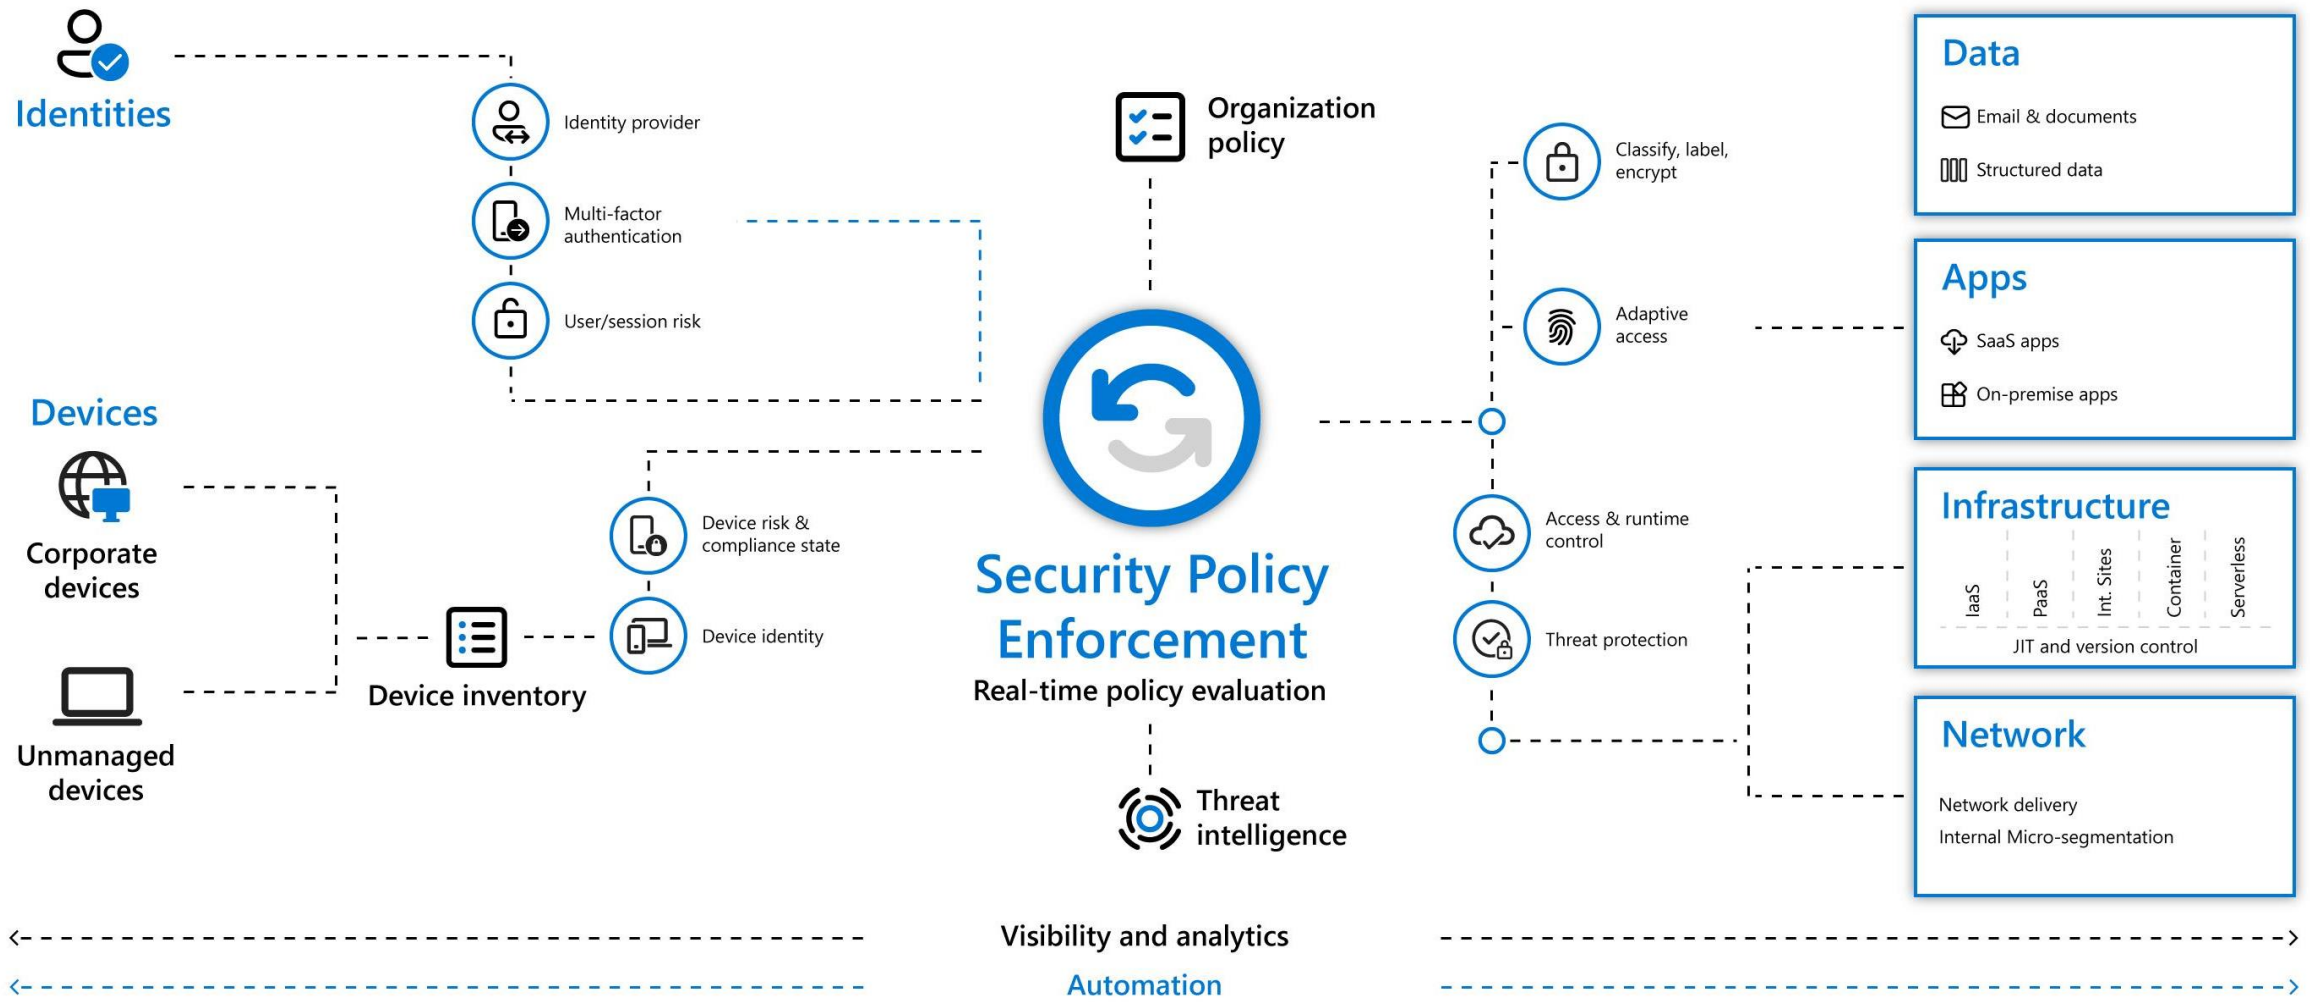 Identities
Identity provider
Multi-factor
authentication
User/session risk
Devices
Corporate
devices
Unmanaged
devices
Device inventory
Device risk &
compliance state
Device identity
Organization
policy
Security Policy
Enforcement
Real-time policy evaluation
Threat
intelligence
Classify, label,
encrypt
Adaptive
access
Access & runtime
control
Threat protection
Data
Email & documents
Structured data
Apps
SaaS apps
On-premise apps
Infrastructure
IaaS
PaaS
Int. Sites
Container
Serverless
JIT and version control
Network
Network delivery
Internal Micro-segmentation
Visibility and analytics
Automation